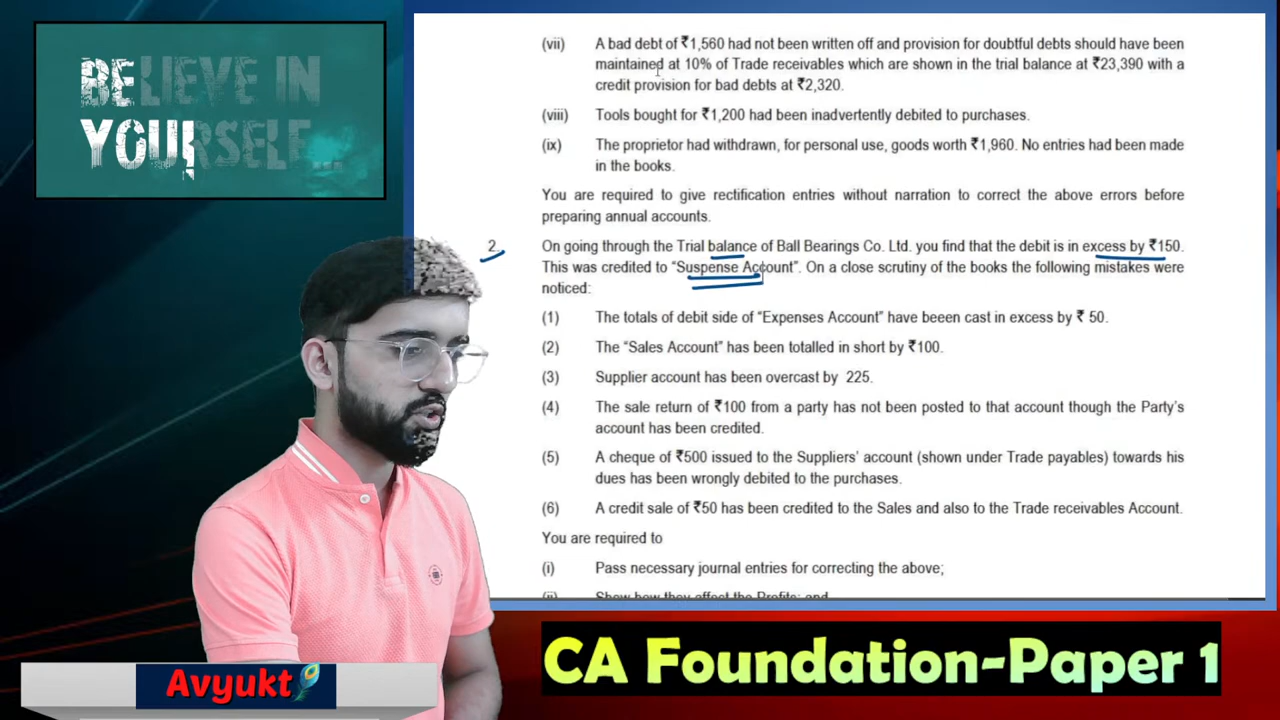 BELIEVE IN
YOURSELF...
(vii) A bad debt of ₹1,560 had not been written off and provision for doubtful debts should have been
maintained at 10% of Trade receivables which are shown in the trial balance at ₹23,390 with a
credit provision for bad debts at ₹2,320.
(viii) Tools bought for ₹1,200 had been inadvertently debited to purchases.
(ix) The proprietor had withdrawn, for personal use, goods worth ₹1,960. No entries had been made
in the books.
You are required to give rectification entries without narration to correct the above errors before
preparing annual accounts.
2. On going through the Trial balance of Ball Bearings Co. Ltd. you find that the debit is in excess by ₹150.
This was credited to “Suspense Account”. On a close scrutiny of the books the following mistakes were
noticed:
(1) The totals of debit side of “Expenses Account” have beeen cast in excess by ₹ 50.
(2) The “Sales Account” has been totalled in short by ₹100.
(3) Supplier account has been overcast by 225.
(4) The sale return of ₹100 from a party has not been posted to that account though the Party’s
account has been credited.
(5) A cheque of ₹500 issued to the Suppliers’ account (shown under Trade payables) towards his
dues has been wrongly debited to the purchases.
(6) A credit sale of ₹50 has been credited to the Sales and also to the Trade receivables Account.
You are required to
(i) Pass necessary journal entries for correcting the above;
(ii) Show how they affect the Profits; and
Avyukt
CA Foundation-Paper 1